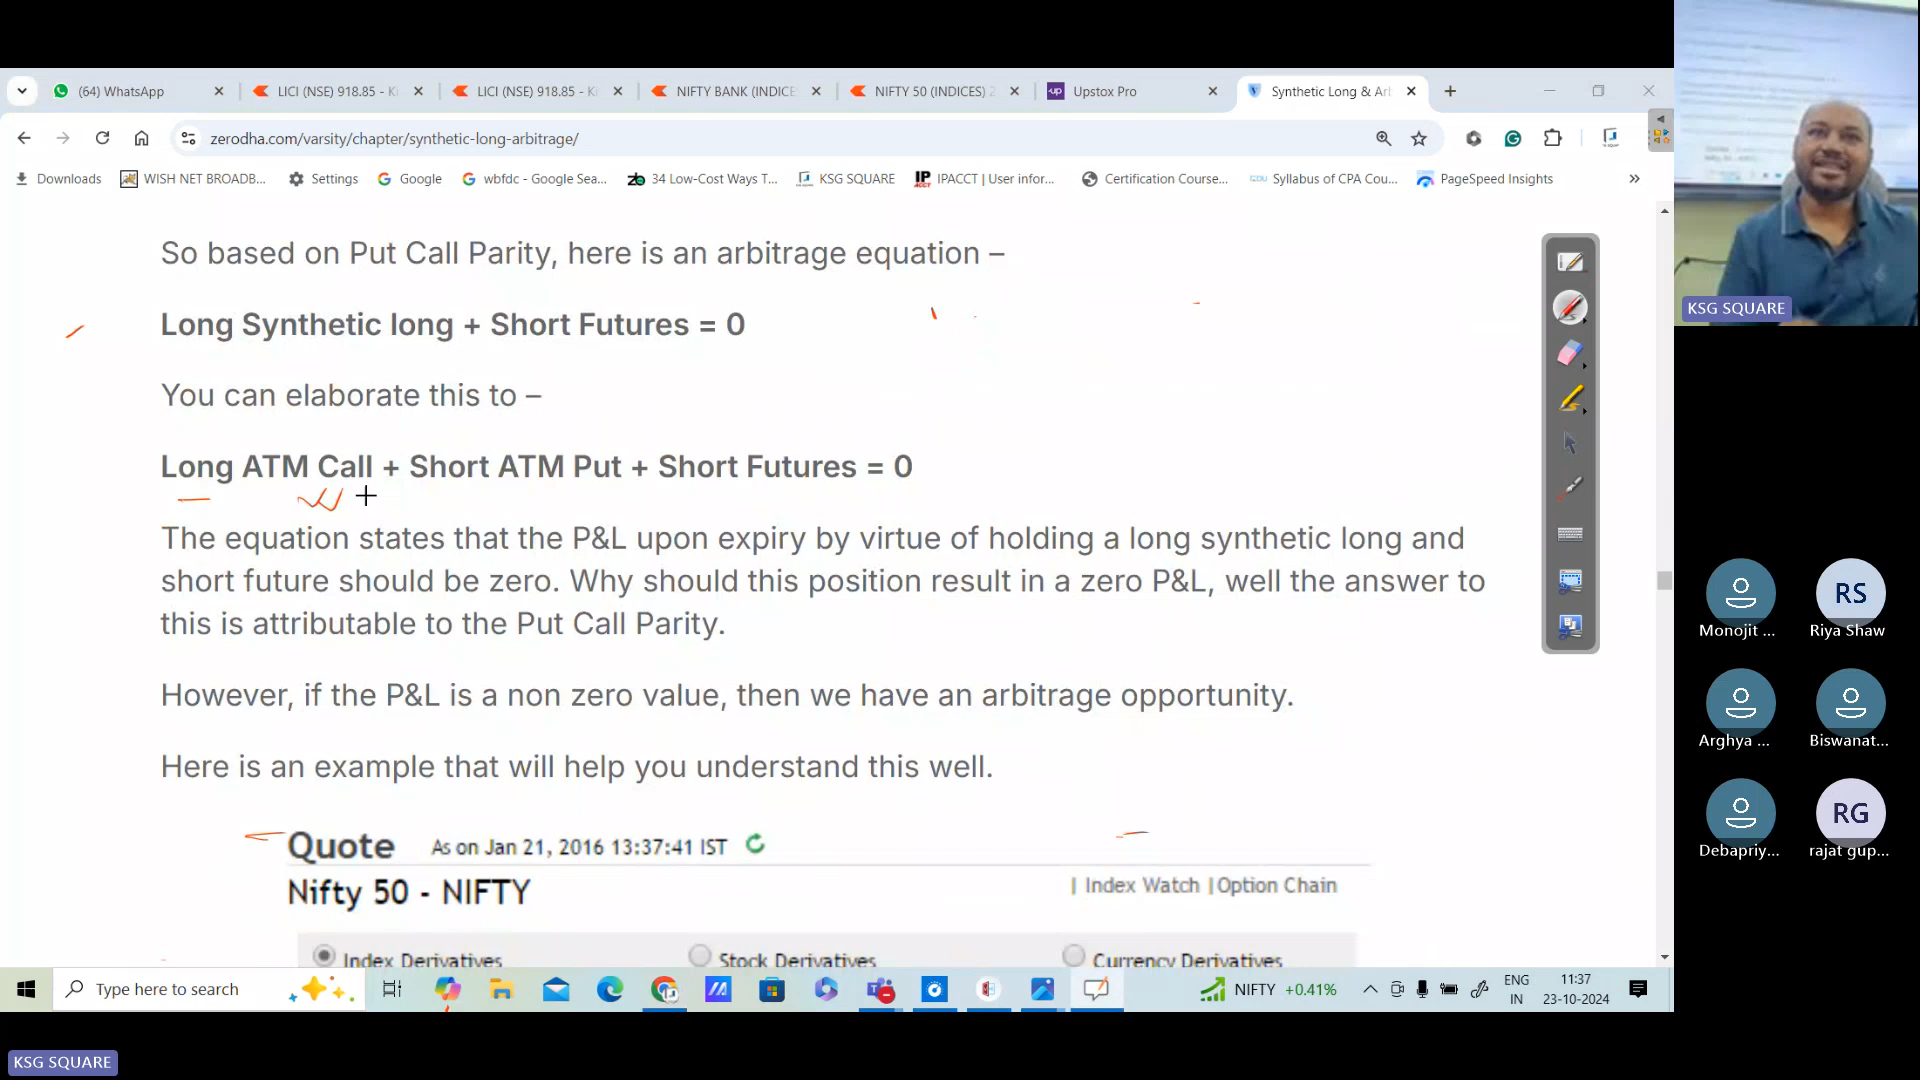 (64) WhatsApp
LICI (NSE) 918.85 - Ki
LICI (NSE) 918.85 - Ki
NIFTY BANK (INDICE
NIFTY 50 (INDICES) 2
up
Upstox Pro
Synthetic Long & Ar
zerodha.com/varsity/chapter/synthetic-long-arbitrage/
Downloads
WISH NET BROADB...
Settings
Google
wbfdc - Google Sea...
34 Low-Cost Ways T...
KSG SQUARE
IPACCT | User infor...
Certification Course...
Syllabus of CPA Cou...
PageSpeed Insights
So based on Put Call Parity, here is an arbitrage equation –
Long Synthetic long + Short Futures = 0
You can elaborate this to –
Long ATM Call + Short ATM Put + Short Futures = 0
The equation states that the P&L upon expiry by virtue of holding a long synthetic long and
short future should be zero. Why should this position result in a zero P&L, well the answer to
this is attributable to the Put Call Parity.
However, if the P&L is a non zero value, then we have an arbitrage opportunity.
Here is an example that will help you understand this well.
Quote As on Jan 21, 2016 13:37:41 IST
Nifty 50 - NIFTY
| Index Watch |Option Chain
Index Derivatives
Stock Derivatives
Currency Derivatives
Type here to search
NIFTY +0.41%
ENG
IN
11:37
23-10-2024
KSG SQUARE
KSG SQUARE
RS
Monojit ...
Riya Shaw
Arghya ...
Biswanat...
RG
Debapriy...
rajat gup...